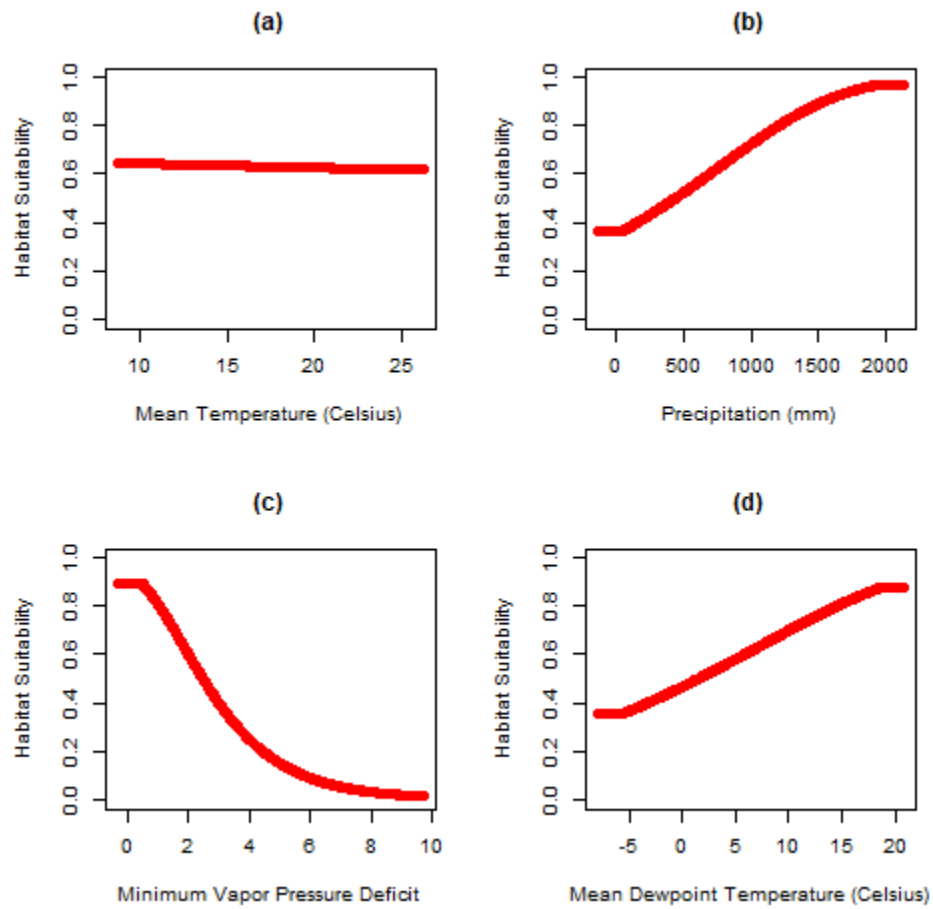 (a)
Habitat Suitability
1.0
0.8
0.6
0.4
0.2
0.0
10 15 20 25
Mean Temperature (Celsius)
(b)
Habitat Suitability
1.0
0.8
0.6
0.4
0.2
0.0
0 500 1000 1500 2000
Precipitation (mm)
(c)
Habitat Suitability
1.0
0.8
0.6
0.4
0.2
0.0
0 2 4 6 8 10
Minimum Vapor Pressure Deficit
(d)
Habitat Suitability
1.0
0.8
0.6
0.4
0.2
0.0
-5 0 5 10 15 20
Mean Dewpoint Temperature (Celsius)